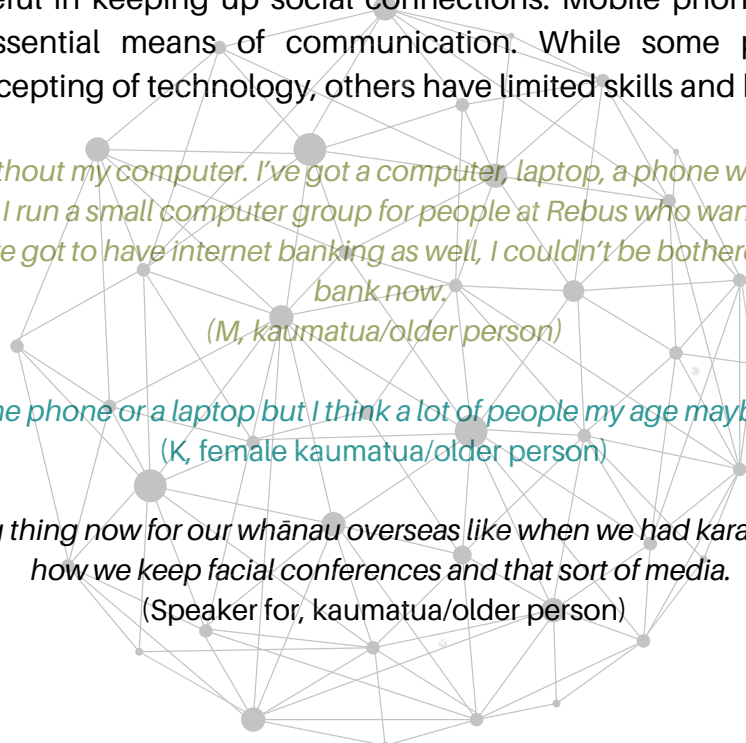 eful in keeping up social connections. Mobile phon
ssential means of communication. While some p
cepting of technology, others have limited skills and
thout my computer. I've got a computer, laptop, a phone w
I run a small computer group for people at Rebus who wan
e got to have internet banking as well, I couldn't be bothere
bank now.
(M, kaumatua/older person)
ne phone or a laptop but I think a lot of people my age mayb
(K, female kaumatua/older person)
g thing now for our whānau overseas like when we had kara
how we keep facial conferences and that sort of media.
(Speaker for, kaumatua/older person)